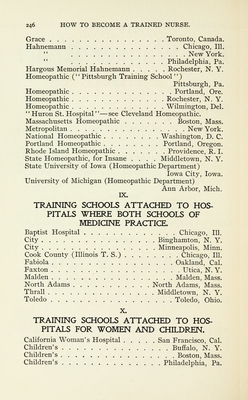 246 HOW TO BECOME A TRAINED NURSE.
Grace . . . . . . . . . . . . . . Toronto, Canada.
Hahnemann . . . . . . . . . . . . . Chicago, Ill.
" . . . . . . . . . . . . . New York.
" . . . . . . . . . . . Philadelphia, Pa.
Hargous Memorial Hahnemann . . . . . Rochester, N. Y.
Homeopathic ("Pittsburgh Training School")
Pittsburg, Pa.
Homeopathic . . . . . . . . . . . . Portland, Ore.
Homeopathic . . . . . . . . . . . Rochester, N. Y.
Homeopathic . . . . . . . . . . . Wilmington, Del.
"Huron St. Hospital"—see Cleveland Homeopathic.
Massachusetts Homeopathic . . . . . . Boston, Mass.
Metropolitan . . . . . . . . . . . . . New York.
National Homeopathic . . . . . . . Washington, D. C.
Portland Homeopathic . . . . . . . Portland, Oregon.
Rhode Island Homeopathic . . . . . . Providence, R. I.
State Homeopathic, for Insane . . . Middletown, N. Y.
State University of Iowa (Homeopathic Department)
Iowa City, Iowa.
University of Michigan (Homeopathic Department)
Ann Arbor, Mich.
IX.
TRAINING SCHOOLS ATTACHED TO HOS-
PITALS WHERE BOTH SCHOOLS OF
MEDICINE PRACTICE.
Baptist Hospital . . . . . . . . . . . Chicago, Ill.
City . . . . . . . . . . . . . . Binghamton, N. Y.
City . . . . . . . . . . . . . . Minneapolis, Minn.
Cook County (Illinois T. S.) . . . . . . Chicago, Ill.
Fabiola . . . . . . . . . . . . . . Oakland, Cal.
Faxton . . . . . . . . . . . . . . . Utica, N. Y.
Malden . . . . . . . . . . . . . . Malden, Mass.
North Adams . . . . . . . . . . North Adams, Mass.
Thrall . . . . . . . . . . . . . Middletown, N. Y.
Toledo . . . . . . . . . . . . . . Toledo, Ohio.
X.
TRAINING SCHOOLS ATTACHED TO HOS-
PITALS FOR WOMEN AND CHILDREN.
California Woman's Hospital . . . . San Francisco, Cal.
Children's . . . . . . . . . . . . . Buffalo, N. Y.
Children's . . . . . . . . . . . . . Boston, Mass.
Children's . . . . . . . . . . . . Philadelphia, Pa.